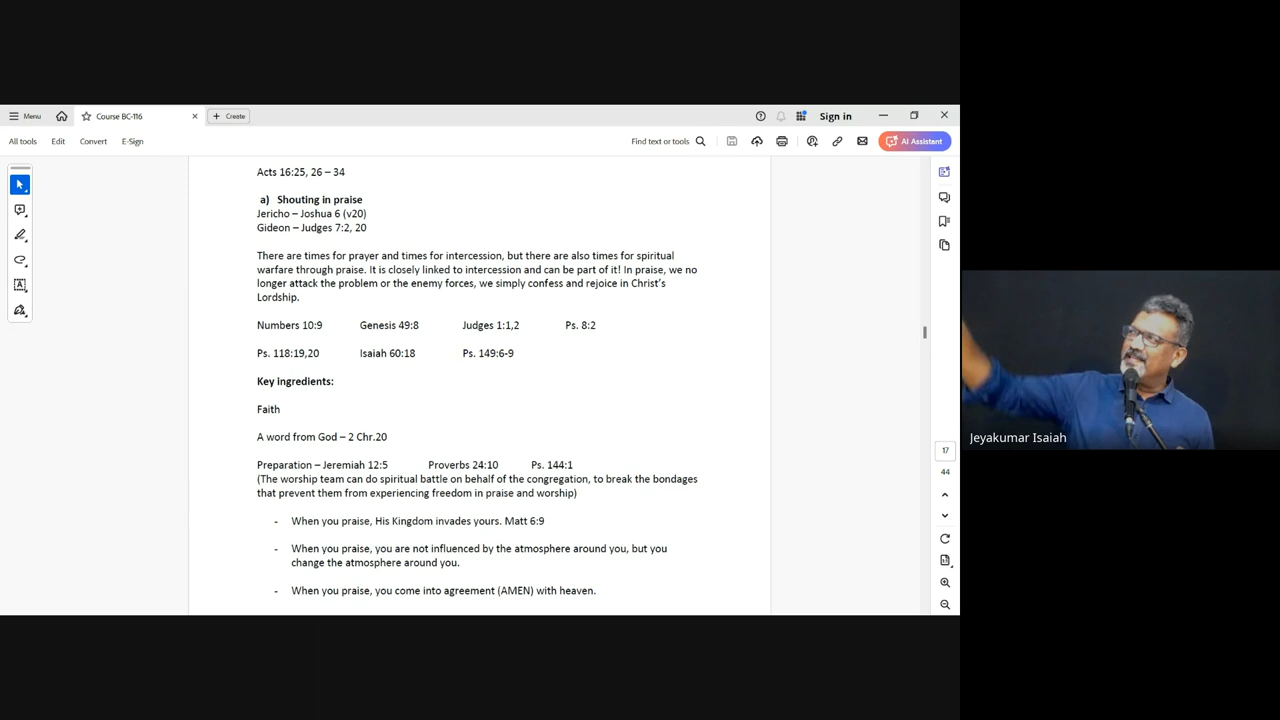 Menu
Course BC-116
Create
Sign in
All tools
Edit
Convert
E-Sign
Find text or tools
AI Assistant
Acts 16:25, 26 – 34
a) Shouting in praise
Jericho – Joshua 6 (v20)
Gideon – Judges 7:2, 20
There are times for prayer and times for intercession, but there are also times for spiritual
warfare through praise. It is closely linked to intercession and can be part of it! In praise, we no
longer attack the problem or the enemy forces, we simply confess and rejoice in Christ's
Lordship.
Numbers 10:9 Genesis 49:8 Judges 1:1,2 Ps. 8:2
Ps. 118:19,20 Isaiah 60:18 Ps. 149:6-9
Key ingredients:
Faith
A word from God – 2 Chr.20
Preparation – Jeremiah 12:5 Proverbs 24:10 Ps. 144:1
(The worship team can do spiritual battle on behalf of the congregation, to break the bondages
that prevent them from experiencing freedom in praise and worship)
- When you praise, His Kingdom invades yours. Matt 6:9
- When you praise, you are not influenced by the atmosphere around you, but you
change the atmosphere around you.
- When you praise, you come into agreement (AMEN) with heaven.
17
44
Jeyakumar Isaiah